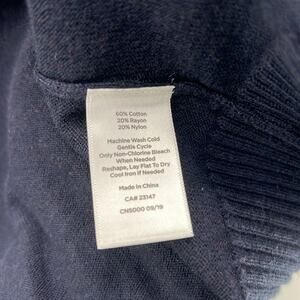 60% Cotton
20% Rayon
20% Nylon
Machine Wash Cold
Gentle Cycle
Only Non-Chlorine Bleach
When Needed
Reshape, Lay Flat To Dry
Cool Iron if Needed
Made in China
CA# 23147
CNS000 09/19